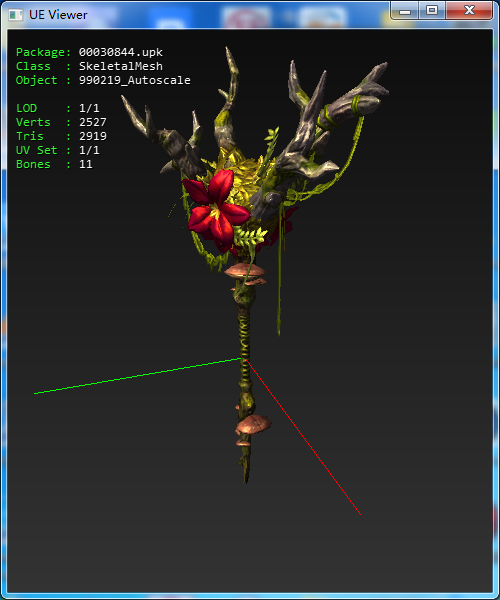 UE Viewer
Package: 00030844.upk
Class : SkeletalMesh
Object : 990219_Autoscale
LOD : 1/1
Verts : 2527
Tris : 2919
UV Set : 1/1
Bones : 11